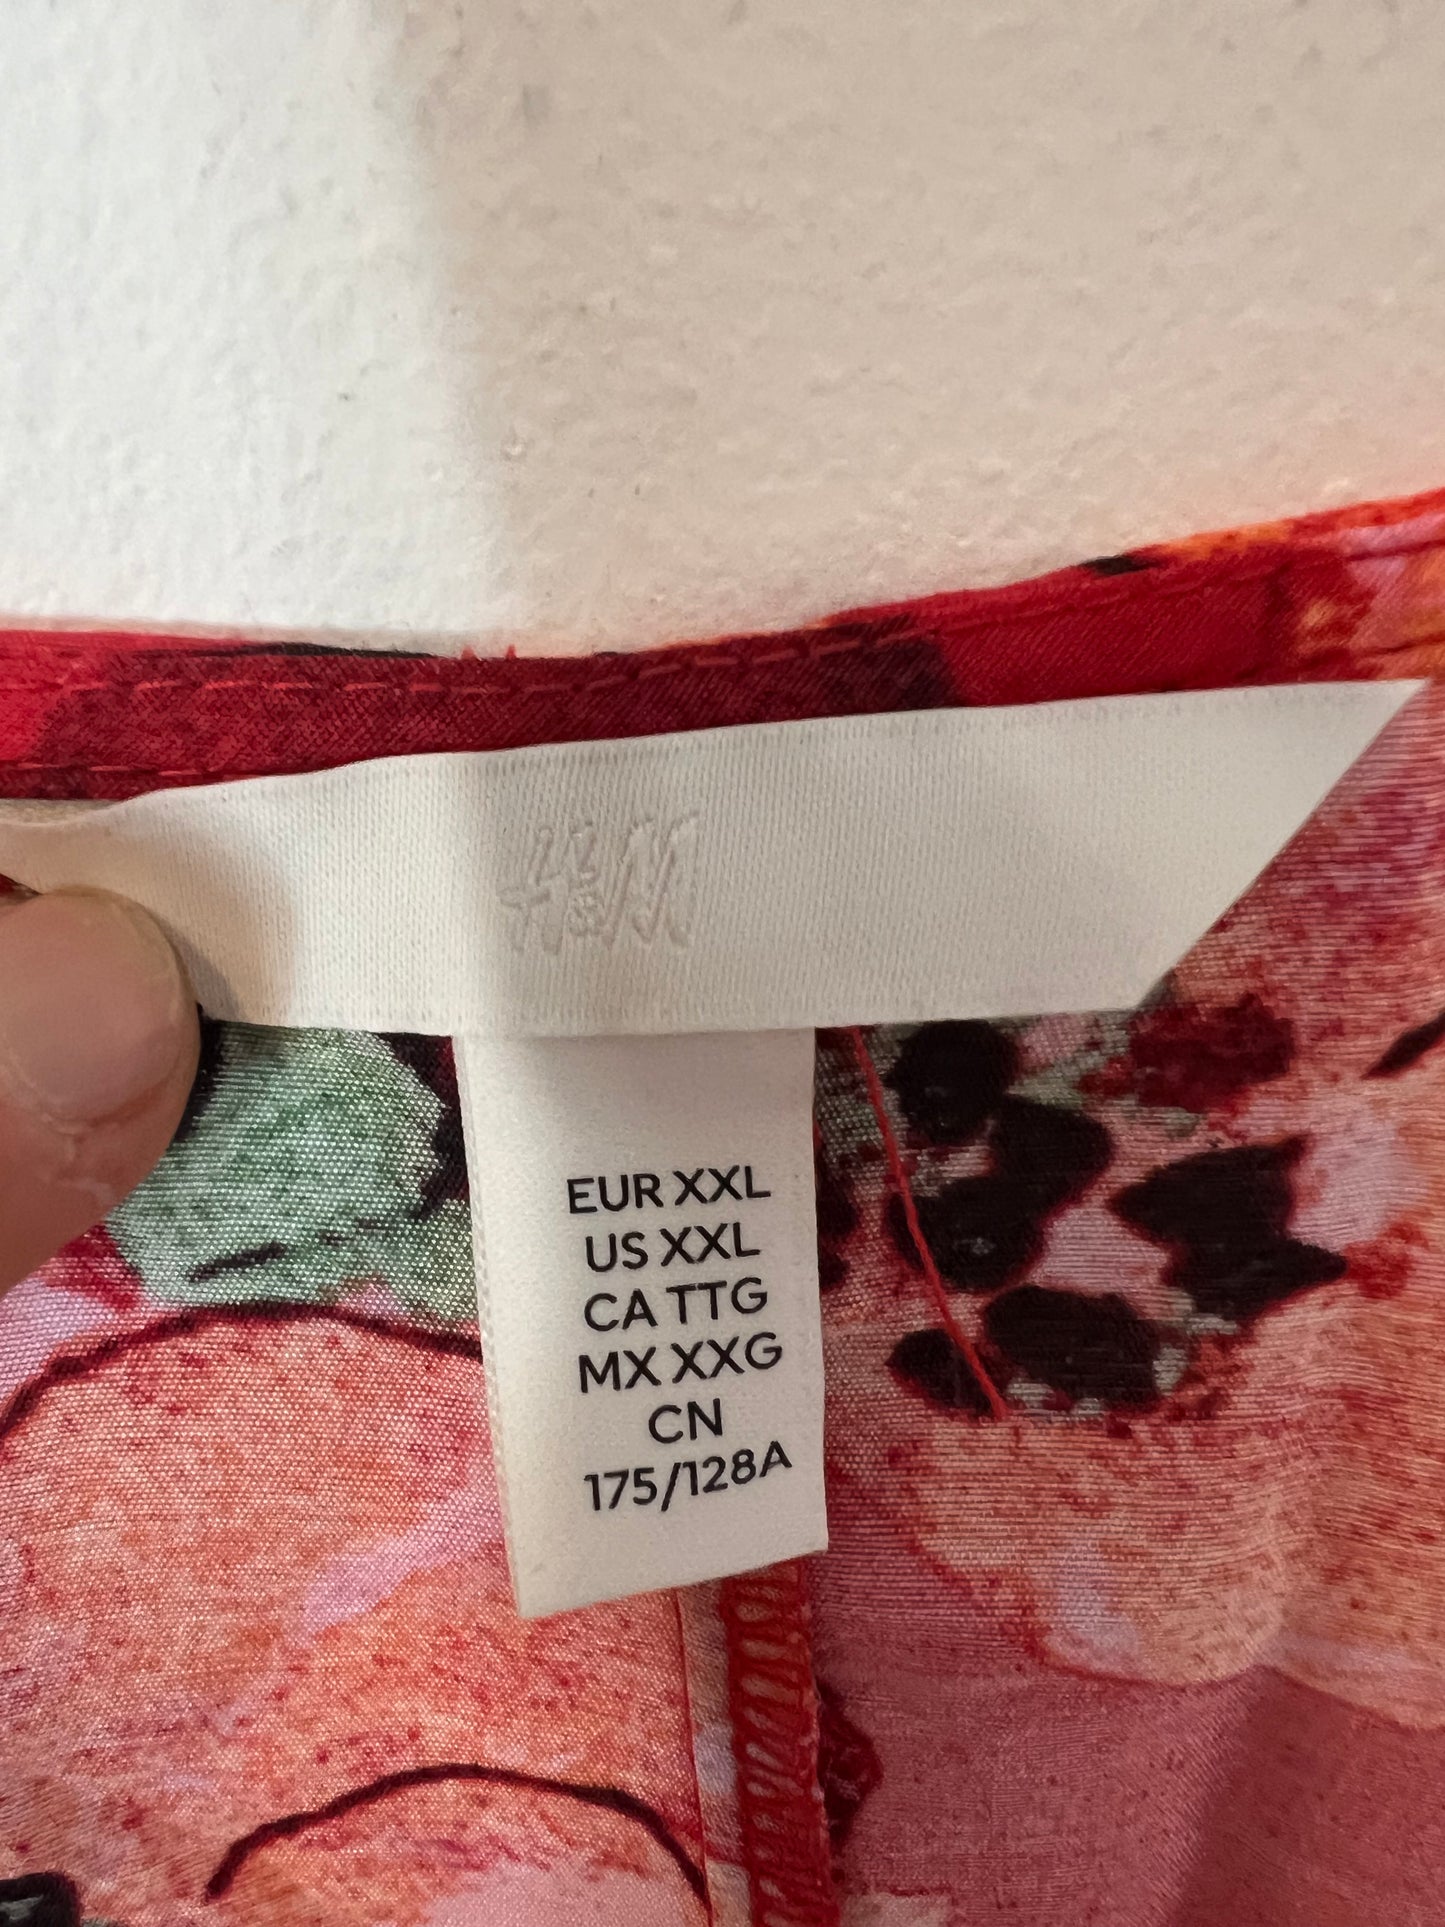 H&M
EUR XXL
US XXL
CA TTG
MX XXG
CN
175/128A